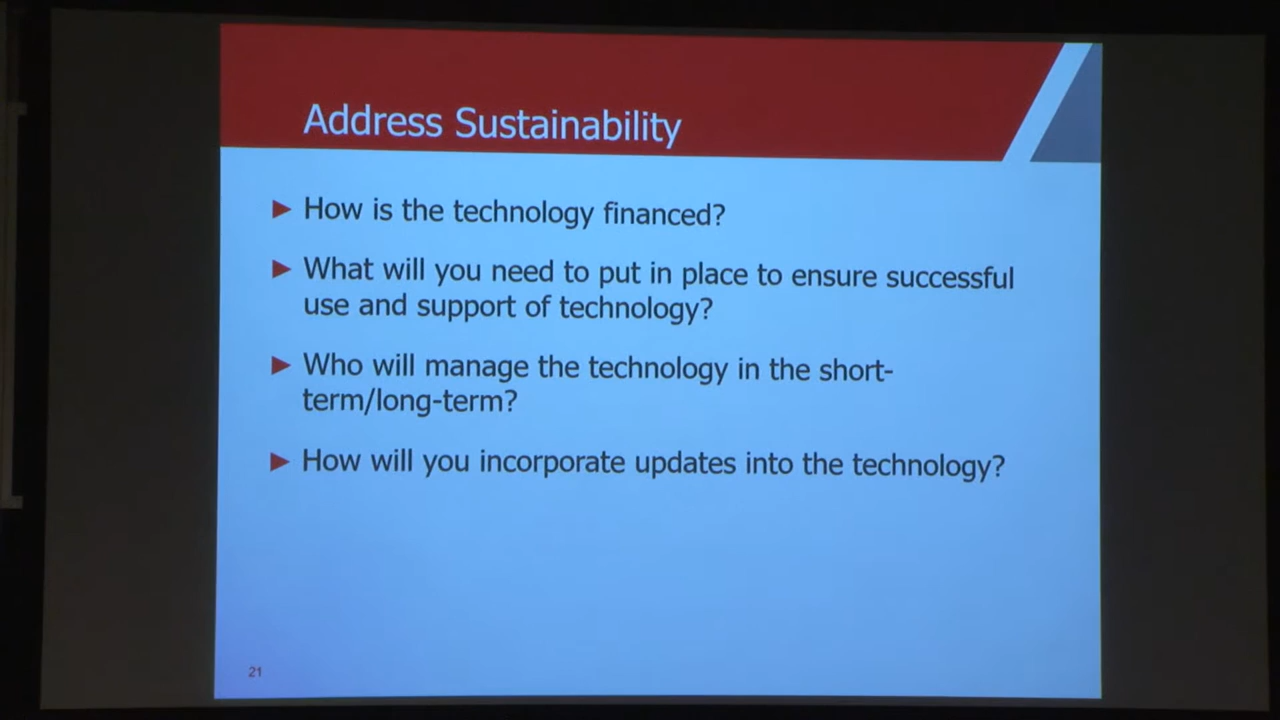 Address Sustainability
► How is the technology financed?
► What will you need to put in place to ensure successful
use and support of technology?
► Who will manage the technology in the short-
term/long-term?
► How will you incorporate updates into the technology?
21